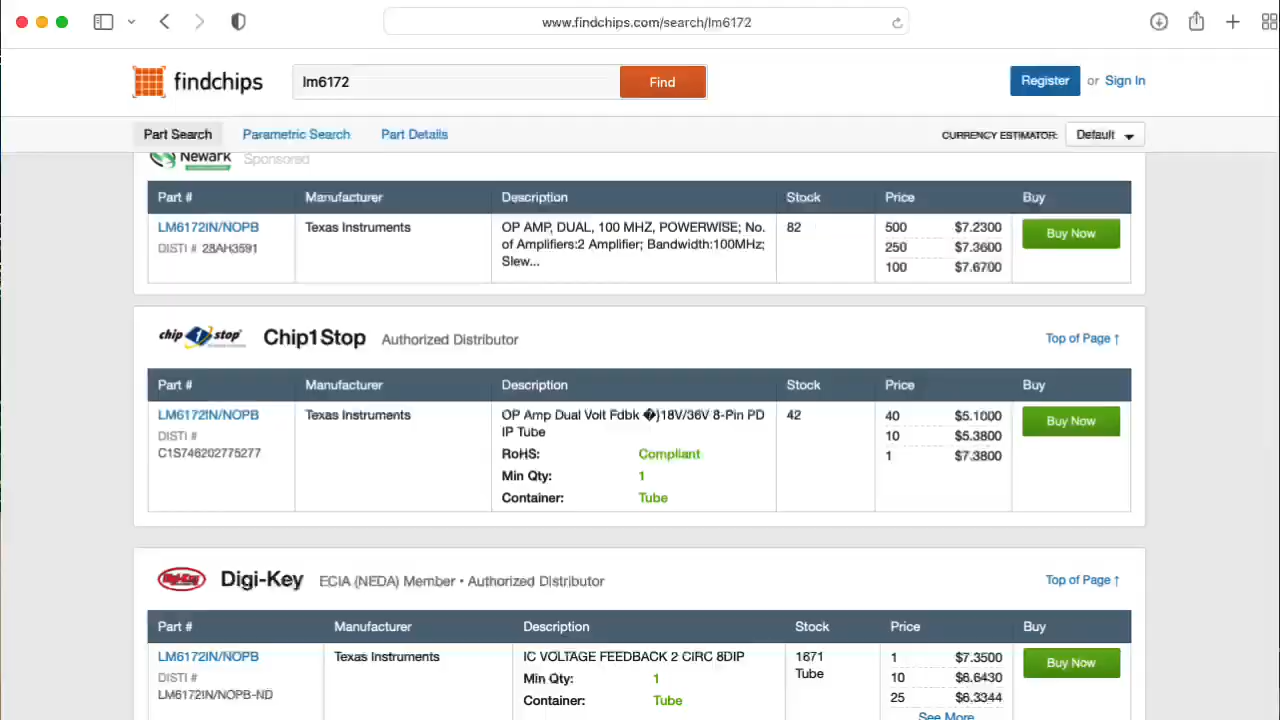 www.findchips.com/search/lm6172
findchips
lm6172
Find
Register or Sign In
Part Search Parametric Search Part Details
CURRENCY ESTIMATOR: Default
Newark Sponsored
Part # Manufacturer Description Stock Price Buy
LM6172IN/NOPB Texas Instruments OP AMP, DUAL, 100 MHZ, POWERWISE; No. 82 500 $7.2300 Buy Now
DISTI # 28AH3591 of Amplifiers:2 Amplifier; Bandwidth:100MHz; 250 $7.3600
Slew... 100 $7.6700
chip 1 stop Chip1Stop Authorized Distributor Top of Page ↑
Part # Manufacturer Description Stock Price Buy
LM6172IN/NOPB Texas Instruments OP Amp Dual Volt Fdbk �)18V/36V 8-Pin PD 42 40 $5.1000 Buy Now
DISTI # IP Tube 10 $5.3800
C1S746202775277 RoHS: Compliant 1 $7.3800
Min Qty: 1
Container: Tube
Digi-Key Digi-Key ECIA (NEDA) Member • Authorized Distributor Top of Page ↑
Part # Manufacturer Description Stock Price Buy
LM6172IN/NOPB Texas Instruments IC VOLTAGE FEEDBACK 2 CIRC 8DIP 1671 1 $7.3500 Buy Now
DISTI # Min Qty: 1 Tube 10 $6.6430
LM6172IN/NOPB-ND Container: Tube 25 $6.3344
See More